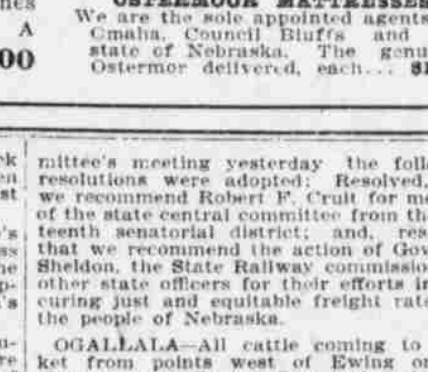 OSTERMOOR MATTRESSES
We are the sole appointed agents
Omaha, Council Bluffs and
state of Nebraska. The genu
Ostermor delivered, each... $1
A
00
mittee's meeting yesterday the foll
resolutions were adopted: Resolved,
we recommend Robert F. Cruit for me
of the state central committee from th
teenth senatorial district; and, res
that we recommend the action of Gov
Sheldon, the State Railway commissio
other state officers for their efforts in
curing just and equitable freight rate
the people of Nebraska.
OGALLALA—All cattle coming to
ket from points west of Ewing or